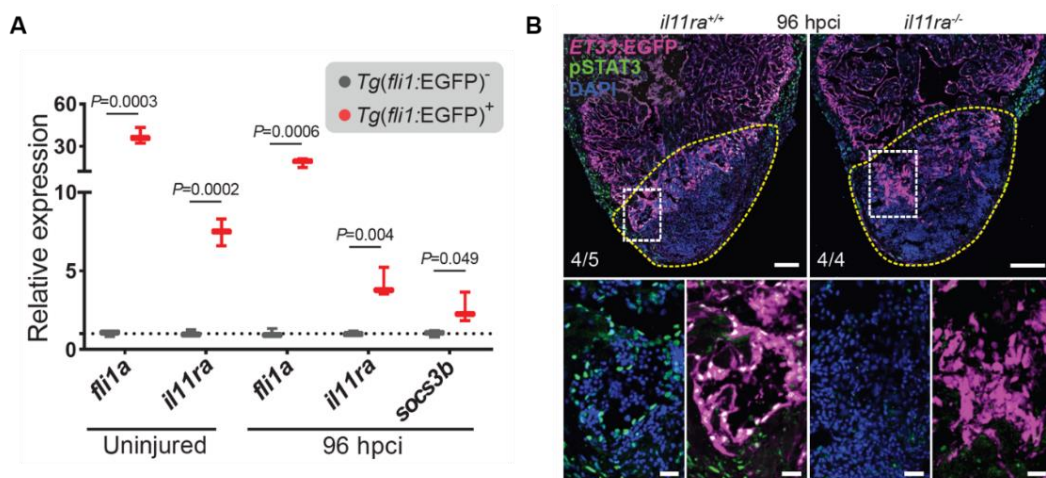 A
Relative expression
60
30
10
5
1
0
P=0.0003
P=0.0002
P=0.0006
P=0.004
P=0.049
Tg(fli1:EGFP)-
Tg(fli1:EGFP)+
fli1a
il11ra
fli1a
il11ra
socs3b
Uninjured
96 hpci
B
il11ra+/+ 96 hpci il11ra-/-
ET33:EGFP
pSTAT3
DAPI
4/5
4/4